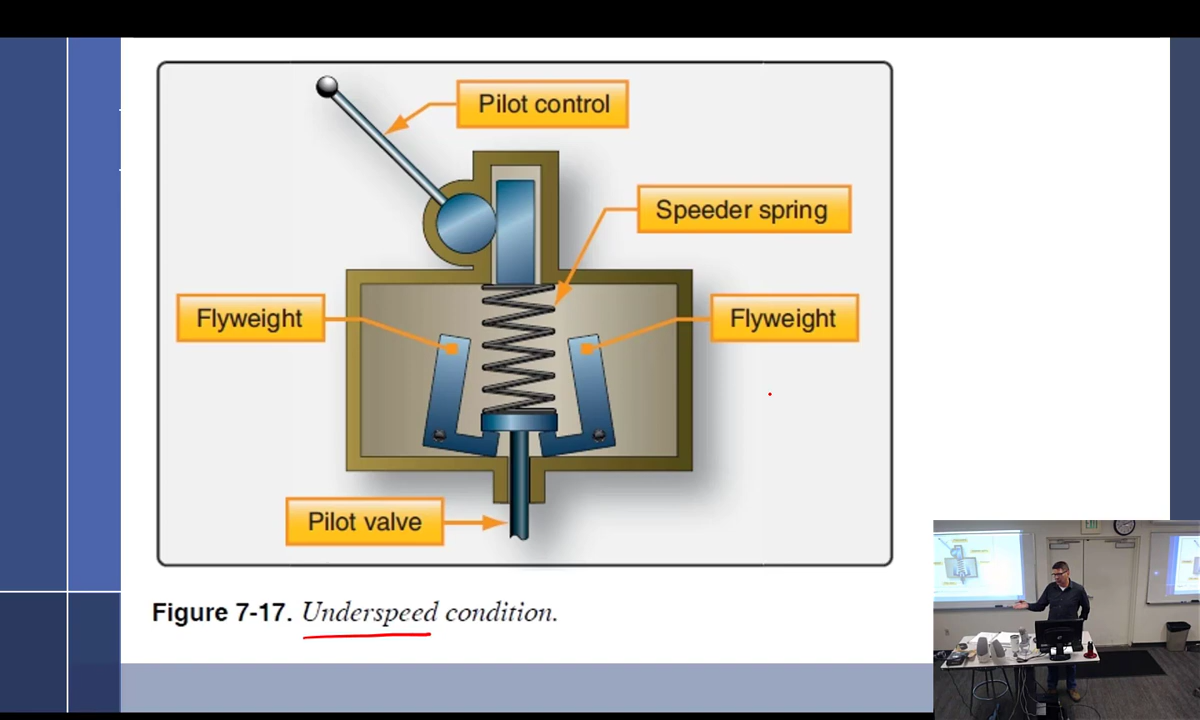 Pilot control
Speeder spring
Flyweight
Flyweight
Pilot valve
Figure 7-17. Underspeed condition.